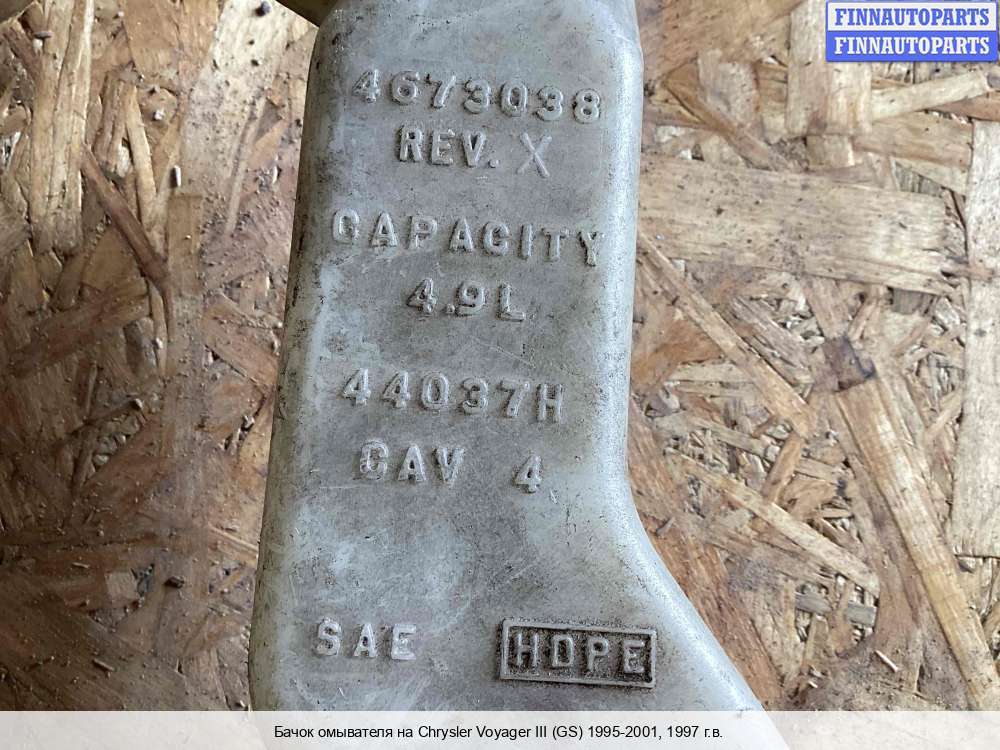 FINNAUTOPARTS
FINNAUTOPARTS
4673038
REV. X
CAPACITY
4.9L
44037H
CAV 4
SAE HDPE
Бачок омывателя на Chrysler Voyager III (GS) 1995-2001, 1997 г.в.